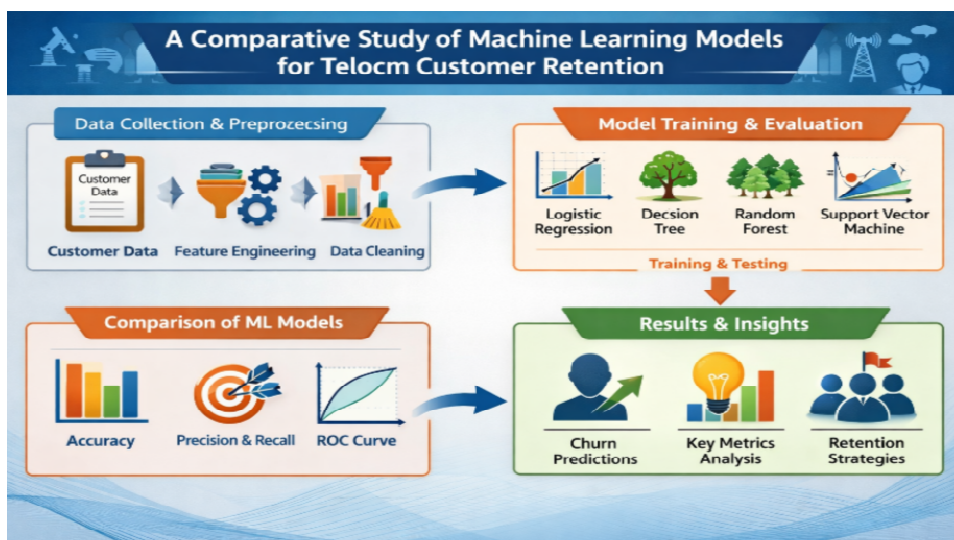 A Comparative Study of Machine Learning Models
for Telocm Customer Retention
Data Collection & Preprozecsing
Customer
Data
Customer Data
Feature Engineering
Data Cleaning
Model Training & Evaluation
Logistic
Regression
Decsion
Tree
Random
Forest
Support Vector
Machine
Training & Testing
Comparison of ML Models
Accuracy
Precision & Recall
ROC Curve
Results & Insights
Churn
Predictions
Key Metrics
Analysis
Retention
Strategies